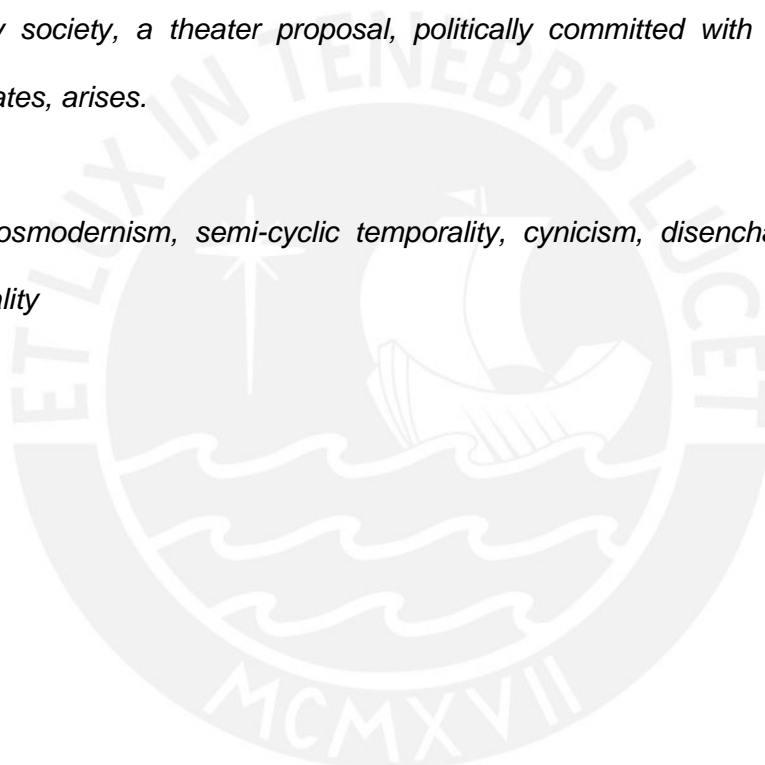 y society, a theater proposal, politically committed with
ates, arises.
osmodernism, semi-cyclic temporality, cynicism, disencha
lity
ET LUX IN TENEBRIS LUCET
MCMXVII